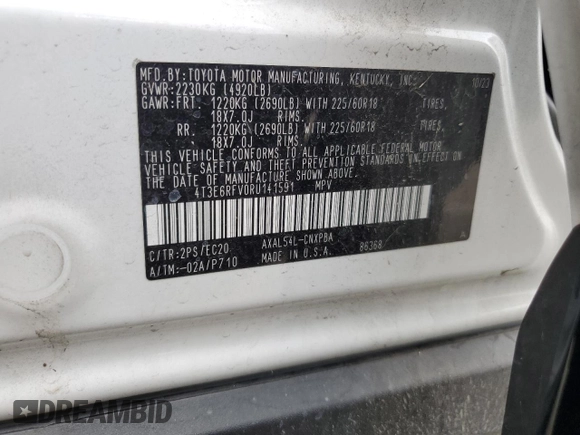 MFD.BY:TOYOTA MOTOR MANUFACTURING, KENTUCKY, INC. 10/23
GVWR:2230KG (4920LB)
GAWR:FRT. 1220KG (2690LB) WITH 225/60R18 TIRES,
18X7.0J RIMS.
RR. 1220KG (2690LB) WITH 225/60R18 TIRES,
18X7.0J RIMS.
THIS VEHICLE CONFORMS TO ALL APPLICABLE FEDERAL MOTOR
VEHICLE SAFETY AND THEFT PREVENTION STANDARDS IN EFFECT
ON THE DATE OF MANUFACTURE SHOWN ABOVE.
4T3E6RFV0RU141591 MPV
C/TR:2PS/EC20 AXAL54L-CNXPBA
A/TM:-02A/P710 MADE IN U.S.A. 86368
DREAMBID